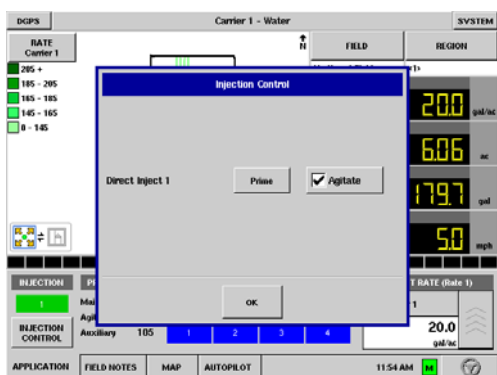 DGPS
Carrier 1 - Water
SYSTEM
RATE
Carrier 1
N
FIELD
REGION
205 +
185 - 205
165 - 185
145 - 165
0 - 145
Injection Control
20.0 gal/ac
6.06 ac
Direct Inject 1
Prime
Agitate
179.7 gal
5.0 mph
INJECTION
T RATE (Rate 1)
1
OK
INJECTION
CONTROL
Auxiliary 105 1 2 3 4
20.0
gal/ac
APPLICATION
FIELD NOTES
MAP
AUTOPILOT
11:54 AM
M